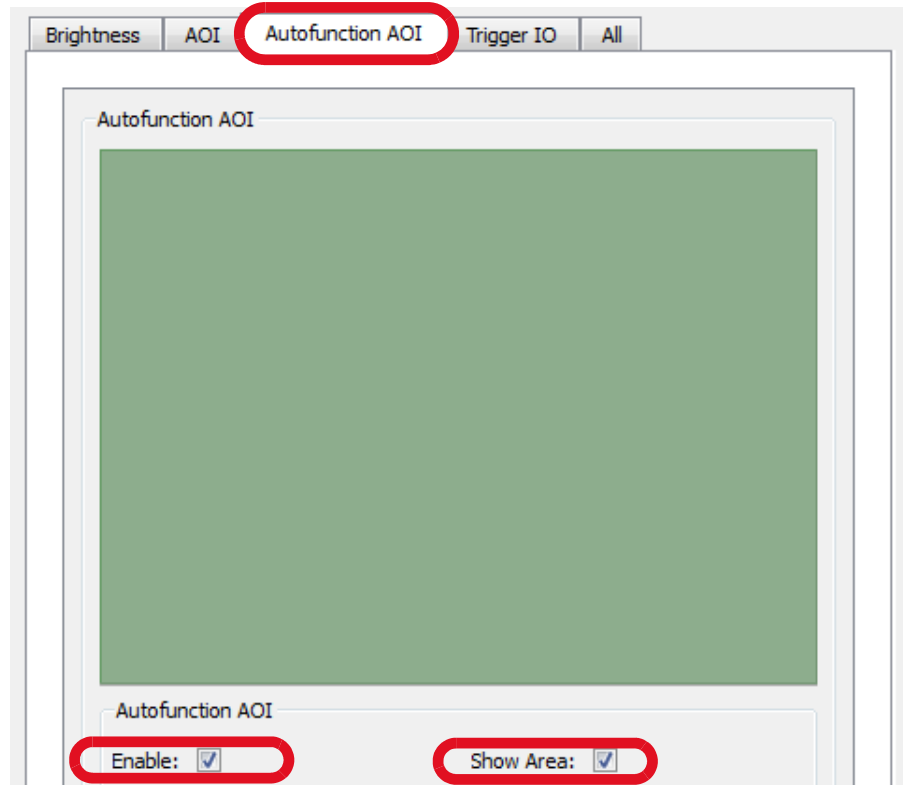 Brightness AOI Autofunction AOI Trigger IO All
Autofunction AOI
Autofunction AOI
Enable: Show Area: